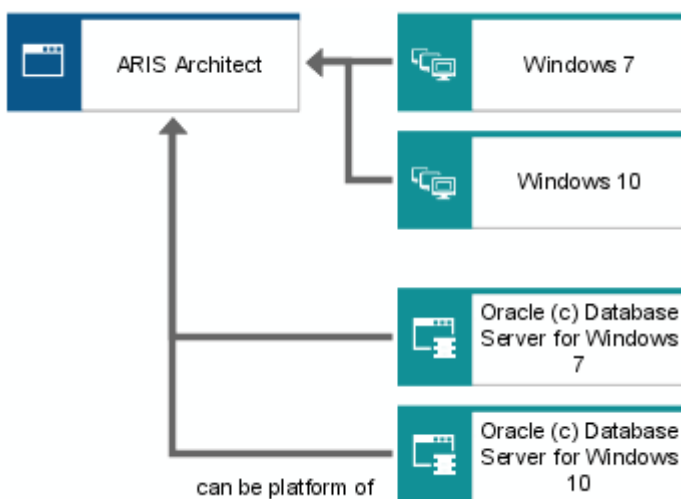 ARIS Architect
Windows 7
Windows 10
Oracle (c) Database
Server for Windows
7
Oracle (c) Database
Server for Windows
10
can be platform of